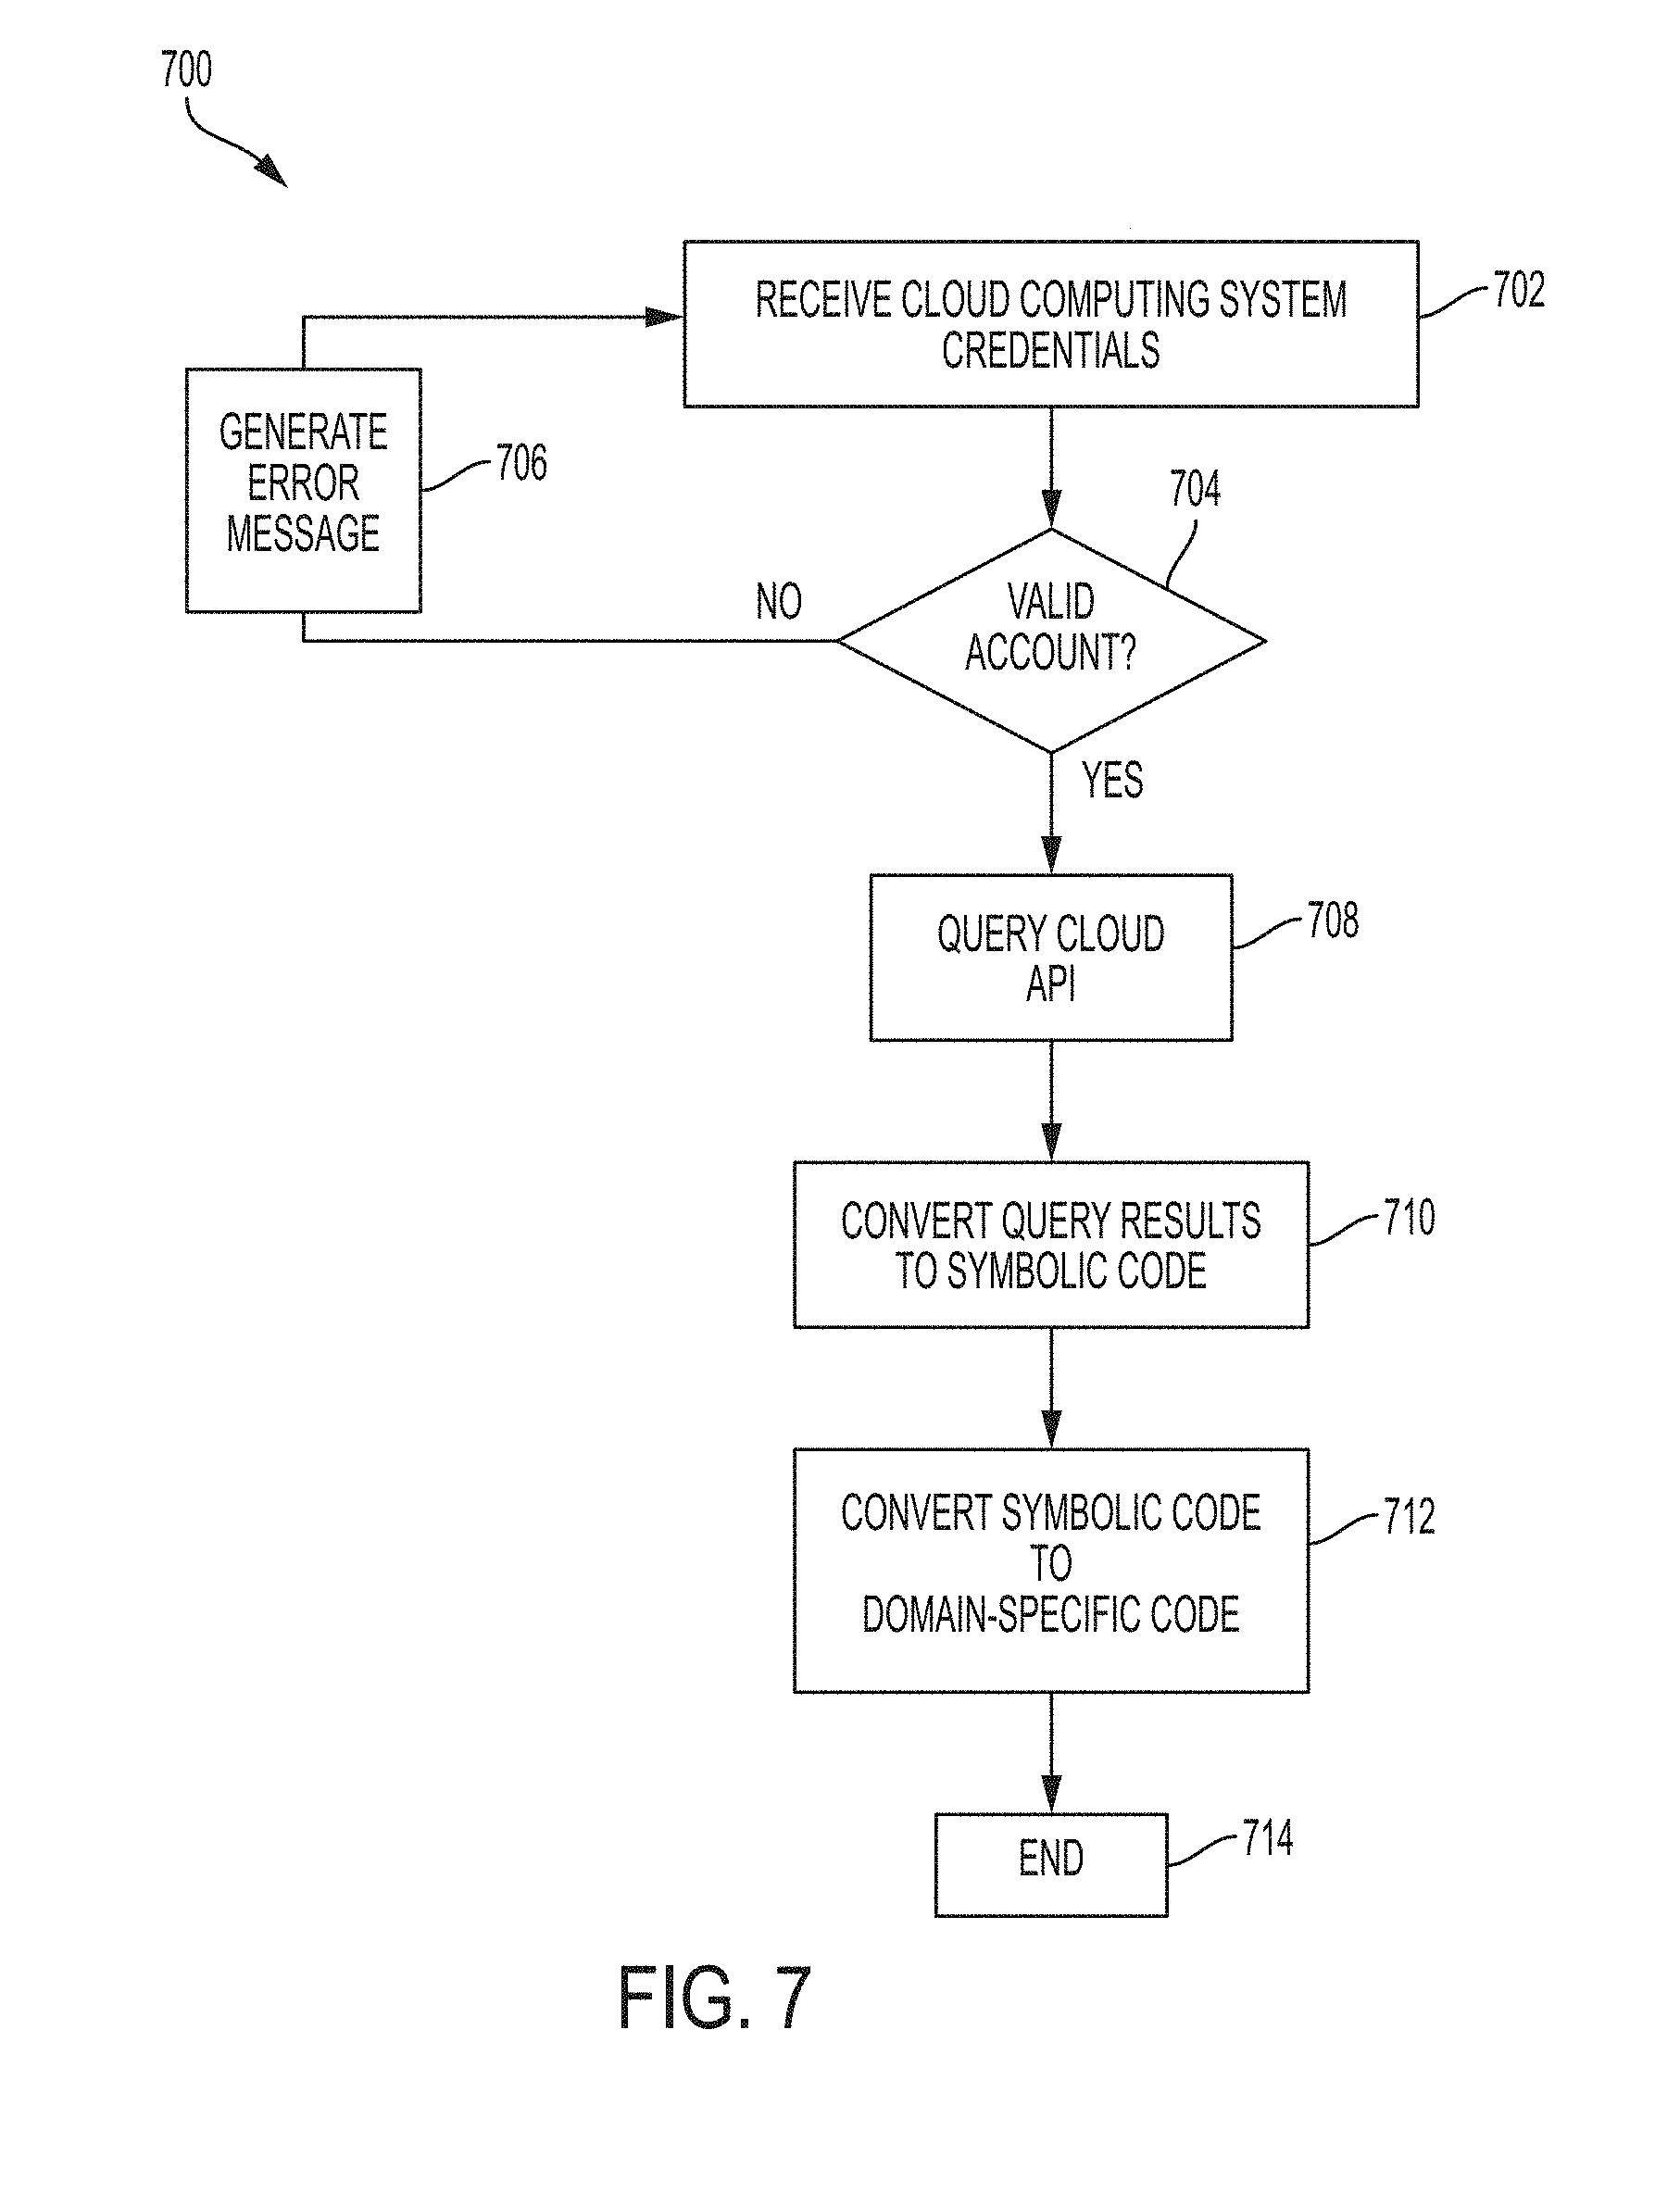 700
RECEIVE CLOUD COMPUTING SYSTEM
CREDENTIALS
702
GENERATE
ERROR
MESSAGE
706
704
NO
VALID
ACCOUNT?
YES
QUERY CLOUD
API
708
CONVERT QUERY RESULTS
TO SYMBOLIC CODE
710
CONVERT SYMBOLIC CODE
TO
DOMAIN-SPECIFIC CODE
712
END
714
FIG. 7